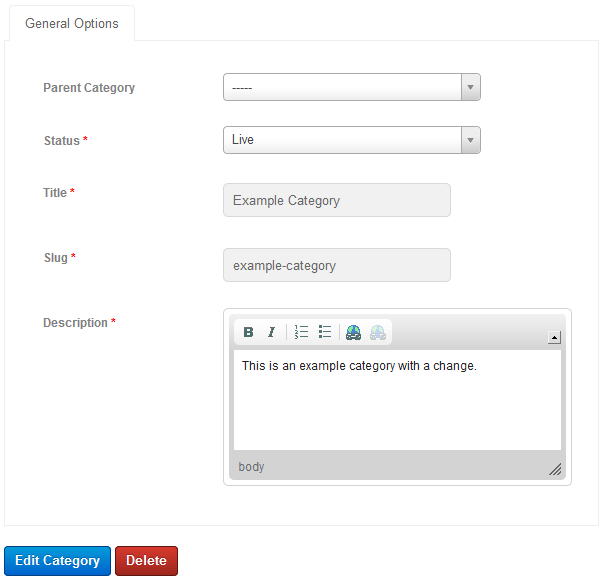 General Options
Parent Category -----
Status * Live
Title * Example Category
Slug * example-category
Description *
B I
This is an example category with a change.
body
Edit Category Delete